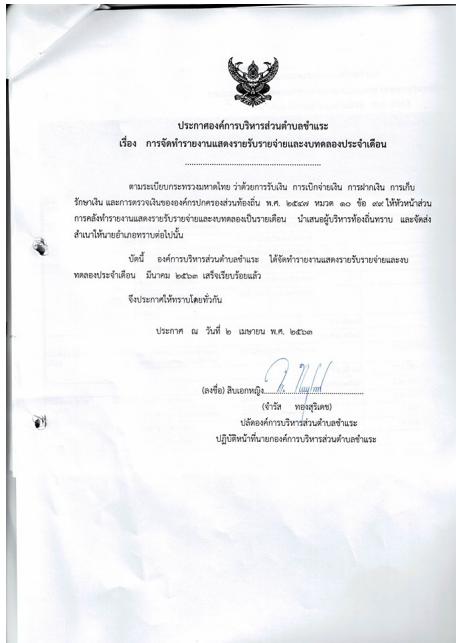 ประกาศองค์การบริหารส่วนตำบลชำแระ
เรื่อง การจัดทำรายงานแสดงรายรับรายจ่ายและงบทดลองประจำเดือน
ตามระเบียบกระทรวงมหาดไทย ว่าด้วยการรับเงิน การเบิกจ่ายเงิน การฝากเงิน การเก็บ
รักษาเงิน และการตรวจเงินขององค์กรปกครองส่วนท้องถิ่น พ.ศ. ๒๕๔๗ หมวด ๑๐ ข้อ ๙๙ ให้หัวหน้าส่วน
การคลังทำรายงานแสดงรายรับรายจ่ายและงบทดลองเป็นรายเดือน นำเสนอผู้บริหารท้องถิ่นทราบ และจัดส่ง
สำเนาให้นายอำเภอทราบต่อไปนั้น
บัดนี้ องค์การบริหารส่วนตำบลชำแระ ได้จัดทำรายงานแสดงรายรับรายจ่ายและงบ
ทดลองประจำเดือน มีนาคม ๒๕๖๓ เสร็จเรียบร้อยแล้ว
จึงประกาศให้ทราบโดยทั่วกัน
ประกาศ ณ วันที่ ๒ เมษายน พ.ศ. ๒๕๖๓
(ลงชื่อ) สิบเอกหญิง
(จำรัส ทองสุริเดช)
ปลัดองค์การบริหารส่วนตำบลชำแระ
ปฏิบัติหน้าที่นายกองค์การบริหารส่วนตำบลชำแระ